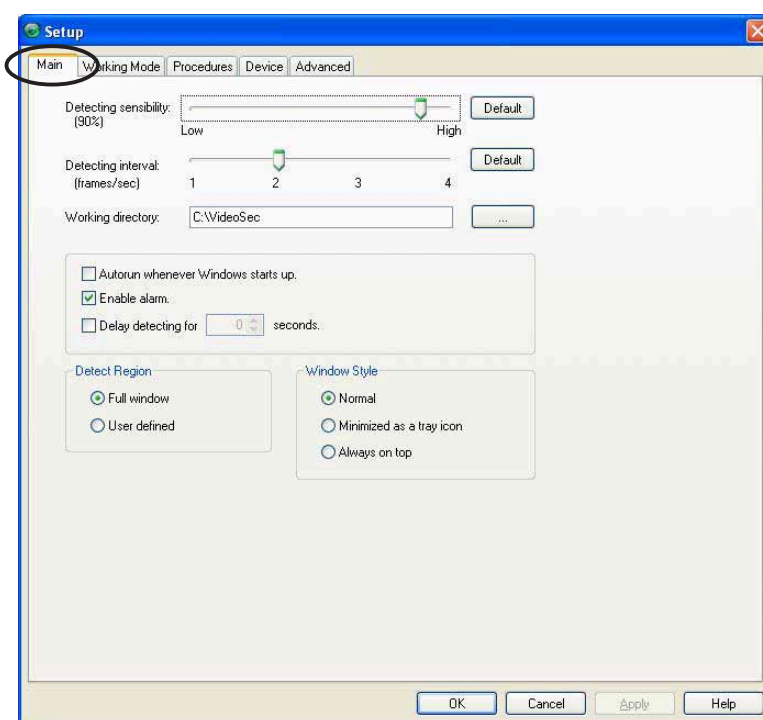 Setup
Main Working Mode Procedures Device Advanced
Detecting sensibility: Default
(90%)
Low High
Detecting interval: Default
(frames/sec) 1 2 3 4
Working directory: C:\VideoSec ...
Autorun whenever Windows starts up.
Enable alarm.
Delay detecting for 0 seconds.
Detect Region
Full window
User defined
Window Style
Normal
Minimized as a tray icon
Always on top
OK Cancel Apply Help